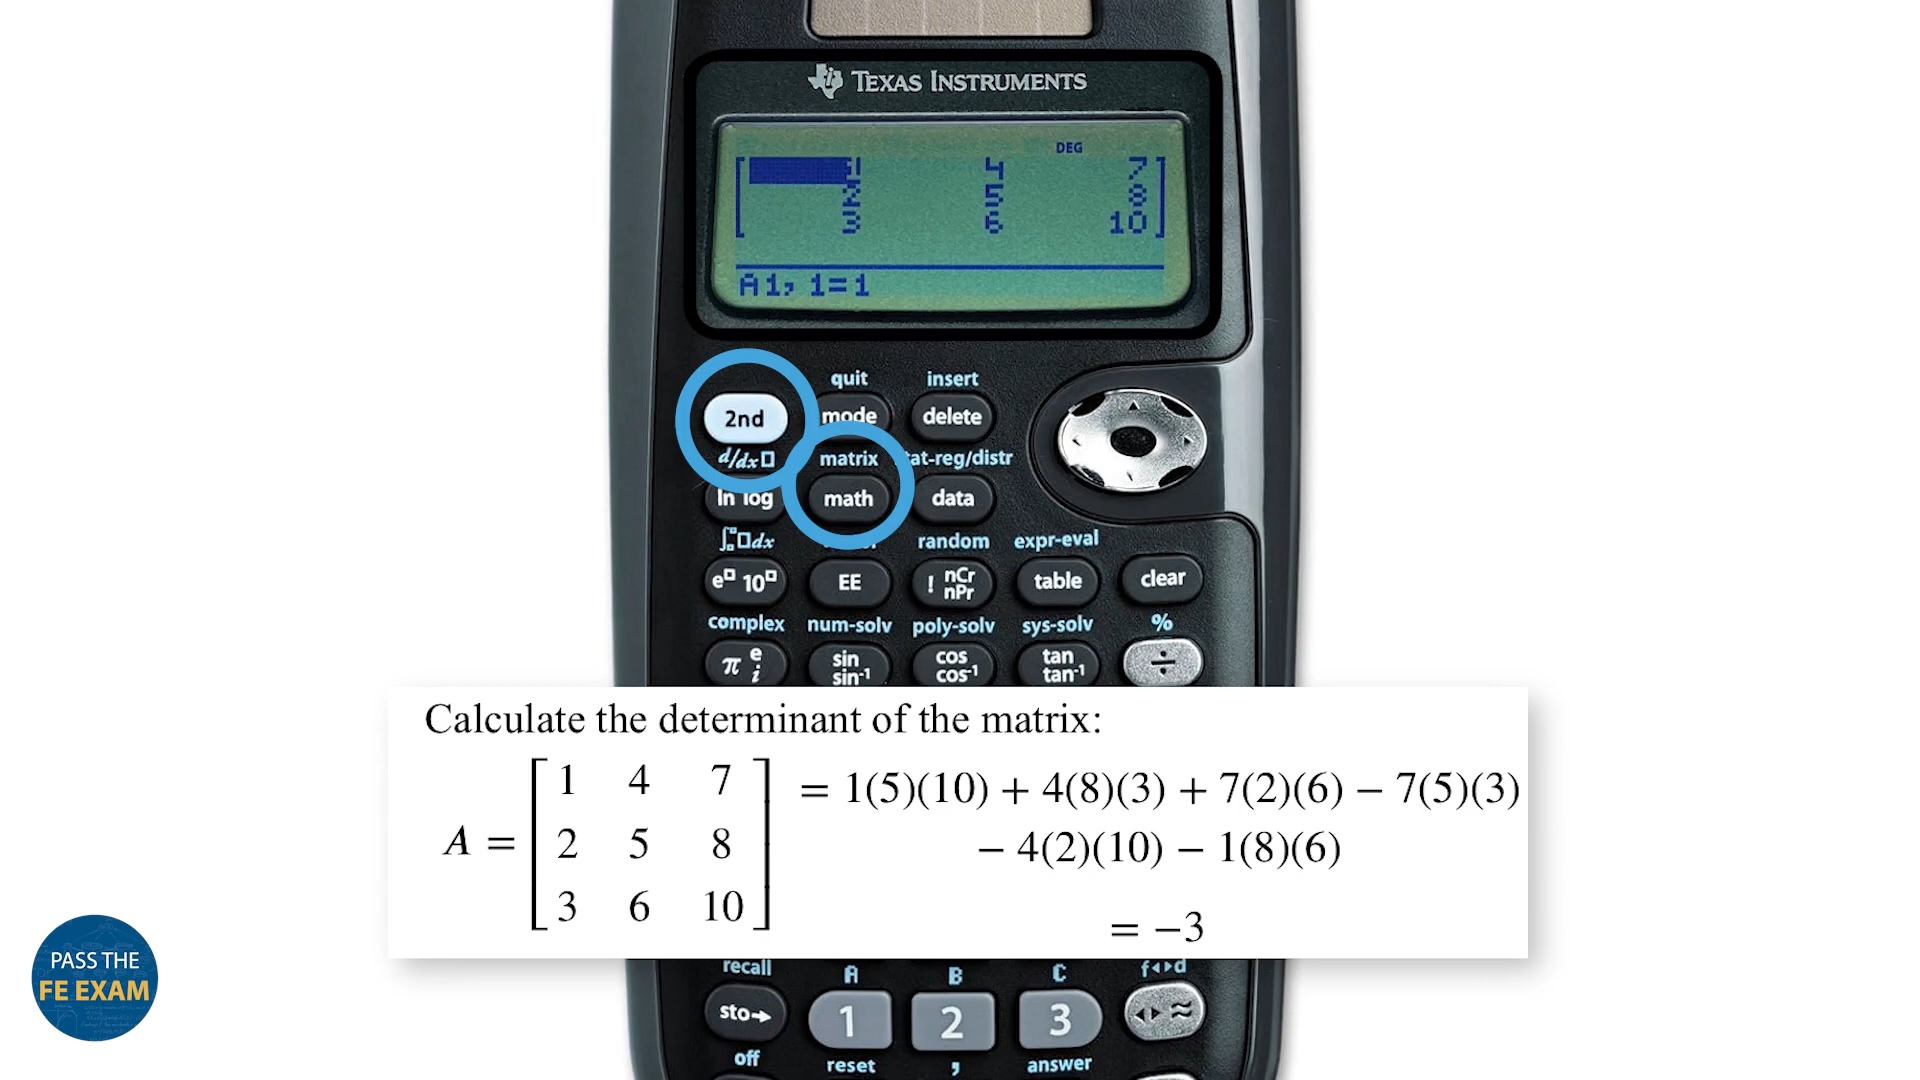 TEXAS INSTRUMENTS
DEG
[ 1 4 7 ]
2 5 8
[ 3 6 10 ]
A1,1=1
quit insert
2nd mode delete
d/dx□ matrix tat-reg/distr
ln log math data
∫□dx random expr-eval
e□ 10□ EE ! nCr nPr table clear
complex num-solv poly-solv sys-solv %
π e i sin sin-1 cos cos-1 tan tan-1 ÷
Calculate the determinant of the matrix:
1 4 7 = 1(5)(10) + 4(8)(3) + 7(2)(6) − 7(5)(3)
A = 2 5 8 − 4(2)(10) − 1(8)(6)
3 6 10 = −3
PASS THE
FE EXAM
recall A B C f◄►d
sto→ 1 2 3 ◄► ≈
off reset , answer